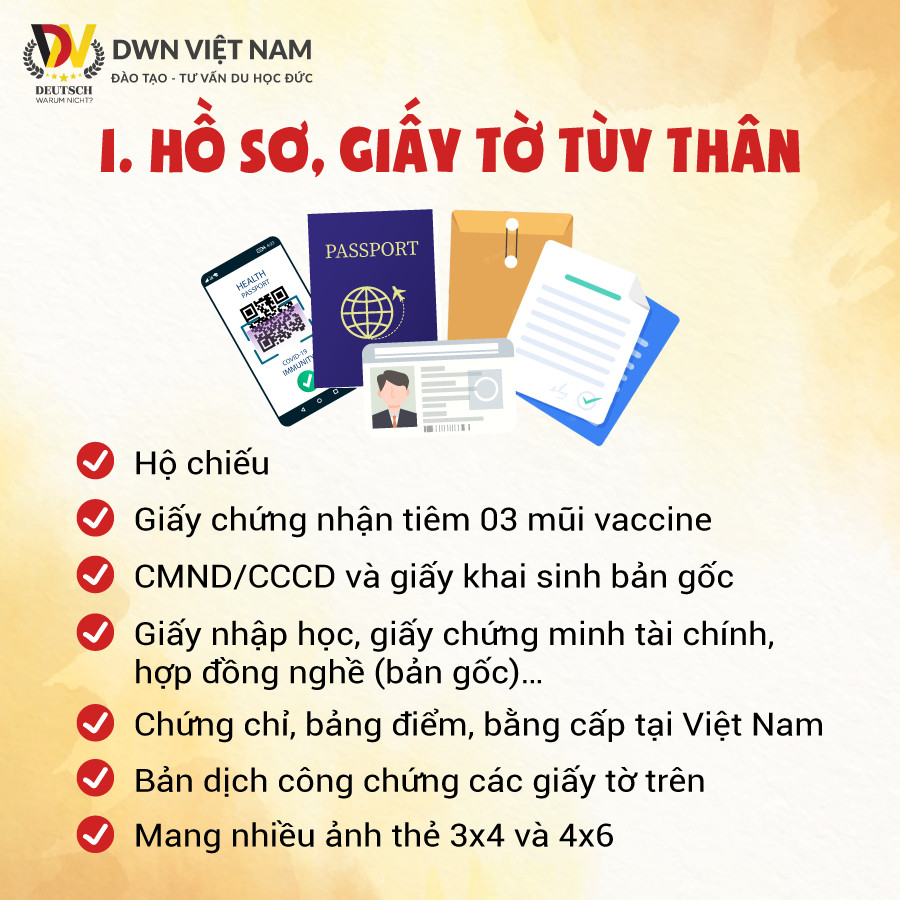 DWN VIỆT NAM
ĐÀO TẠO - TƯ VẤN DU HỌC ĐỨC
DV
DEUTSCH
WARUM NICHT?
I. HỒ SƠ, GIẤY TỜ TÙY THÂN
4:23
HEALTH
PASSPORT
COVID-19
IMMUNITY
PASSPORT
Hộ chiếu
Giấy chứng nhận tiêm 03 mũi vaccine
CMND/CCCD và giấy khai sinh bản gốc
Giấy nhập học, giấy chứng minh tài chính,
hợp đồng nghề (bản gốc)...
Chứng chỉ, bảng điểm, bằng cấp tại Việt Nam
Bản dịch công chứng các giấy tờ trên
Mang nhiều ảnh thẻ 3x4 và 4x6